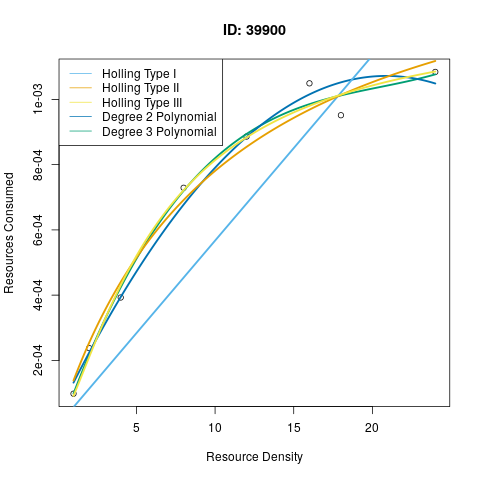 ID: 39900
Holling Type I
Holling Type II
Holling Type III
Degree 2 Polynomial
Degree 3 Polynomial
Resources Consumed
1e-03
8e-04
6e-04
4e-04
2e-04
5 10 15 20
Resource Density